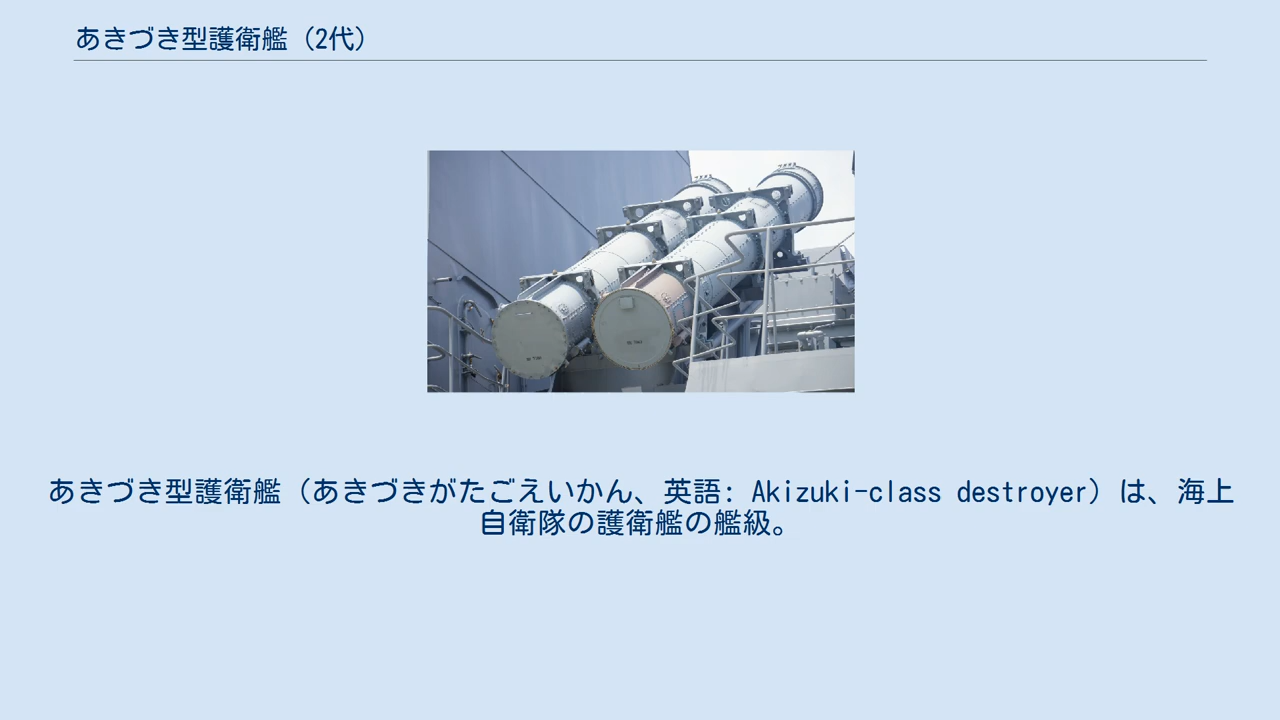 あきづき型護衛艦（2代）
あきづき型護衛艦（あきづきがたごえいかん、英語: Akizuki-class destroyer）は、海上
自衛隊の護衛艦の艦級。